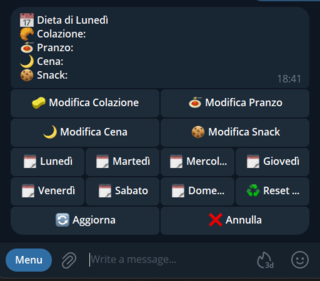 Dieta di Lunedì
Colazione:
Pranzo:
Cena:
Snack:
18:41
Modifica Colazione
Modifica Pranzo
Modifica Cena
Modifica Snack
Lunedì
Martedì
Mercol...
Giovedì
Venerdì
Sabato
Dome...
Reset ...
Aggiorna
Annulla
Menu
Write a message...
3d